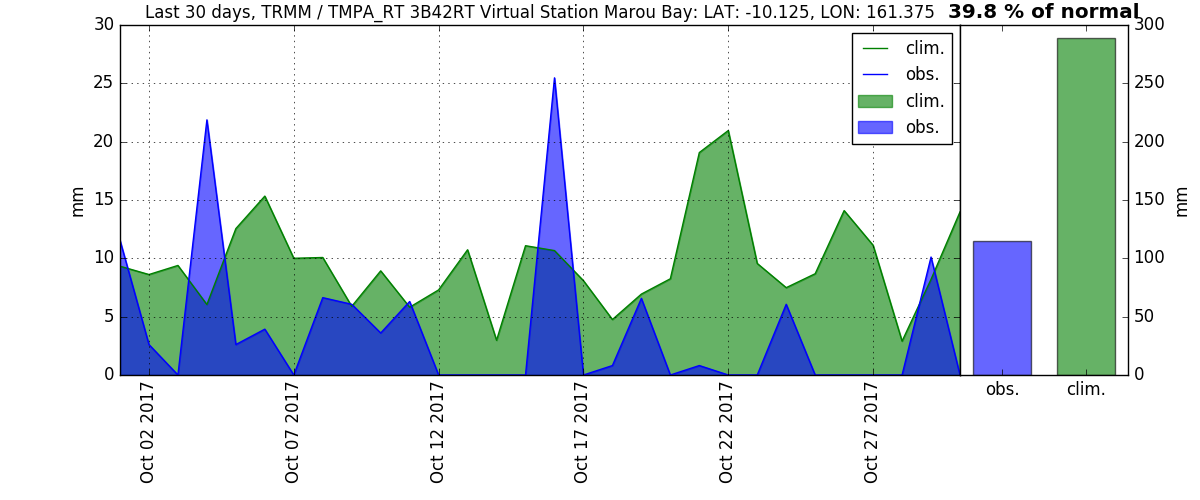 Last 30 days, TRMM / TMPA_RT 3B42RT Virtual Station Marou Bay: LAT: -10.125, LON: 161.375 39.8 % of normal
30
25
20
15
10
5
0
mm
clim.
obs.
clim.
obs.
300
250
200
150
100
50
0
mm
obs.
clim.
Oct 02 2017
Oct 07 2017
Oct 12 2017
Oct 17 2017
Oct 22 2017
Oct 27 2017